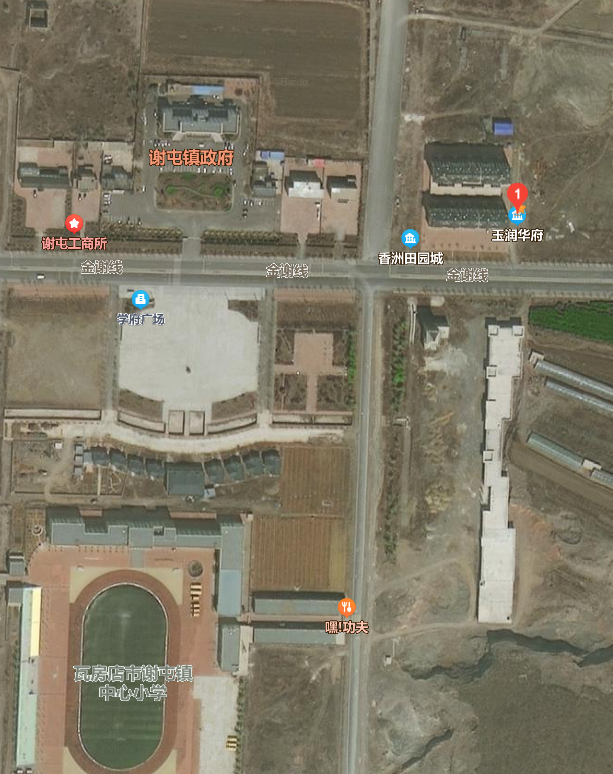 谢屯镇政府
1
谢屯工商所
玉润华府
香洲田园城
金谢线
金谢线
金谢线
学府广场
嘿!功夫
瓦房店市谢屯镇
中心小学